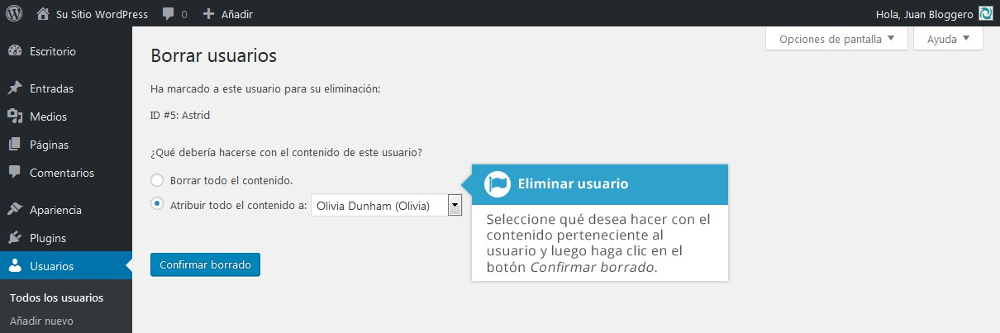 Su Sitio WordPress 0 Añadir Hola, Juan Bloggero
Opciones de pantalla Ayuda
Escritorio
Entradas
Medios
Páginas
Comentarios
Apariencia
Plugins
Usuarios
Todos los usuarios
Añadir nuevo
Borrar usuarios
Ha marcado a este usuario para su eliminación:
ID #5: Astrid
¿Qué debería hacerse con el contenido de este usuario?
Borrar todo el contenido.
Atribuir todo el contenido a: Olivia Dunham (Olivia)
Confirmar borrado
Eliminar usuario
Seleccione qué desea hacer con el
contenido perteneciente al
usuario y luego haga clic en el
botón Confirmar borrado.